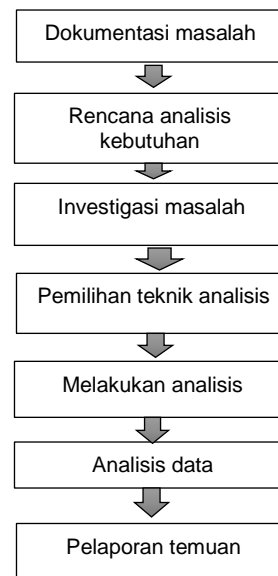 Dokumentasi masalah
Rencana analisis
kebutuhan
Investigasi masalah
Pemilihan teknik analisis
Melakukan analisis
Analisis data
Pelaporan temuan